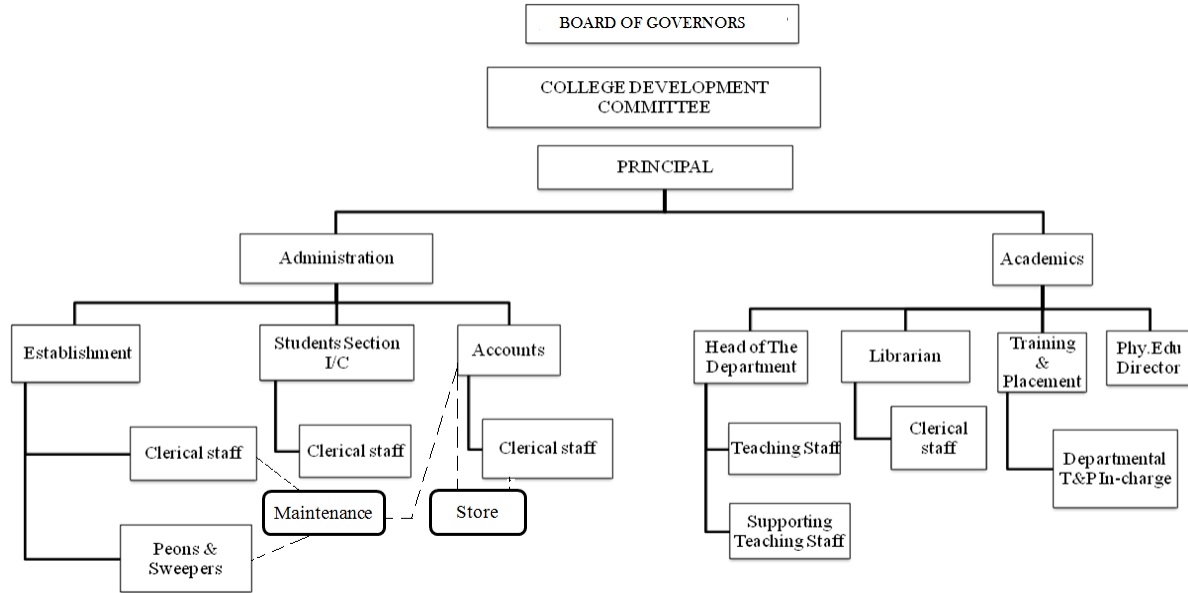 BOARD OF GOVERNORS
COLLEGE DEVELOPMENT
COMMITTEE
PRINCIPAL
Administration
Academics
Establishment
Students Section
I/C
Accounts
Head of The
Department
Librarian
Training
&
Placement
Phy.Edu
Director
Clerical staff
Clerical staff
Clerical staff
Teaching Staff
Clerical
staff
Departmental
T&P In-charge
Maintenance
Store
Peons &
Sweepers
Supporting
Teaching Staff